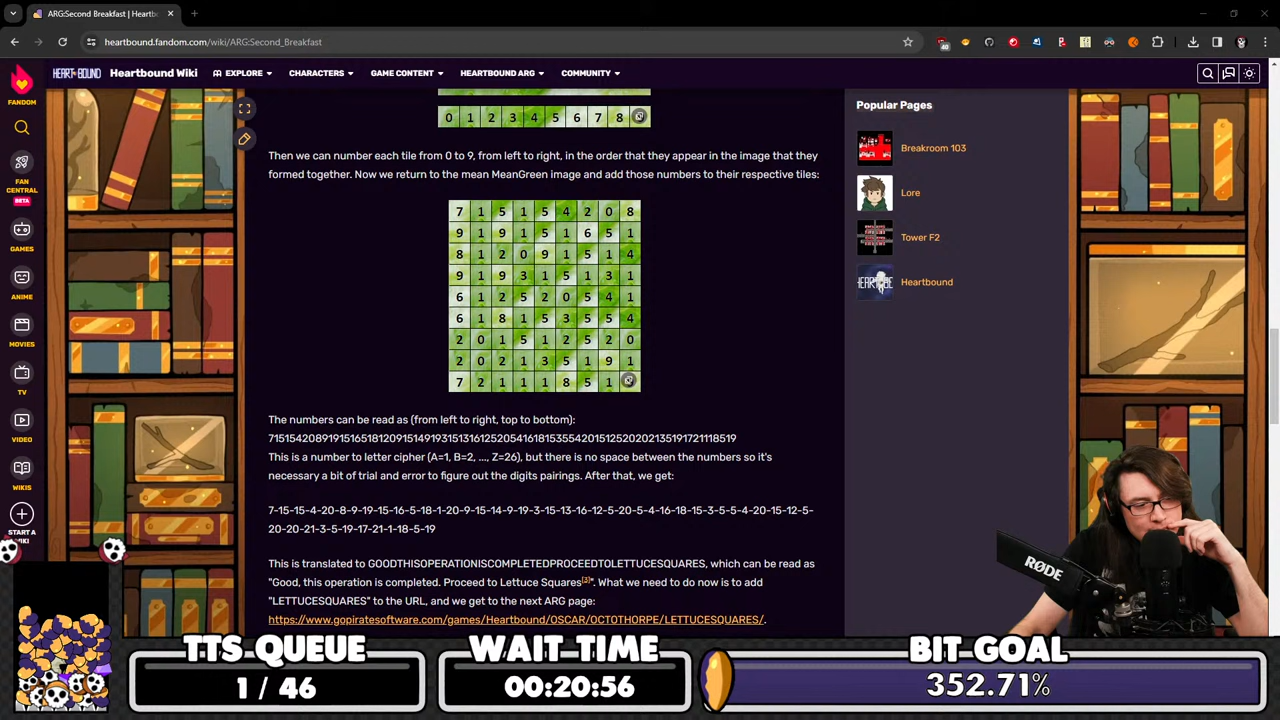 ARG:Second Breakfast | Heartb
heartbound.fandom.com/wiki/ARG:Second_Breakfast
40
FANDOM
FAN
CENTRAL
BETA
GAMES
ANIME
MOVIES
TV
VIDEO
WIKIS
START A
WIKI
HEARTBOUND
Heartbound Wiki
EXPLORE
CHARACTERS
GAME CONTENT
HEARTBOUND ARG
COMMUNITY
0 1 2 3 4 5 6 7 8
Then we can number each tile from 0 to 9, from left to right, in the order that they appear in the image that they
formed together. Now we return to the mean MeanGreen image and add those numbers to their respective tiles:
7 1 5 1 5 4 2 0 8
9 1 9 1 5 1 6 5 1
8 1 2 0 9 1 5 1 4
9 1 9 3 1 5 1 3 1
6 1 2 5 2 0 5 4 1
6 1 8 1 5 3 5 5 4
2 0 1 5 1 2 5 2 0
2 0 2 1 3 5 1 9 1
7 2 1 1 1 8 5 1
The numbers can be read as (from left to right, top to bottom):
715154208919151651812091514919315131612520541618153554201512520202135191721118519
This is a number to letter cipher (A=1, B=2, ..., Z=26), but there is no space between the numbers so it's
necessary a bit of trial and error to figure out the digits pairings. After that, we get:
7-15-15-4-20-8-9-19-15-16-5-18-1-20-9-15-14-9-19-3-15-13-16-12-5-20-5-4-16-18-15-3-5-5-4-20-15-12-5-
20-20-21-3-5-19-17-21-1-18-5-19
This is translated to GOODTHISOPERATIONISCOMPLETEDPROCEEDTOLETTUCESQUARES, which can be read as
"Good, this operation is completed. Proceed to Lettuce Squares[3]". What we need to do now is to add
"LETTUCESQUARES" to the URL, and we get to the next ARG page:
https://www.gopiratesoftware.com/games/Heartbound/OSCAR/OCTOTHORPE/LETTUCESQUARES/.
Popular Pages
Breakroom 103
Lore
Tower F2
Heartbound
RØDE
TTS QUEUE
1 / 46
WAIT TIME
00:20:56
BIT GOAL
352.71%